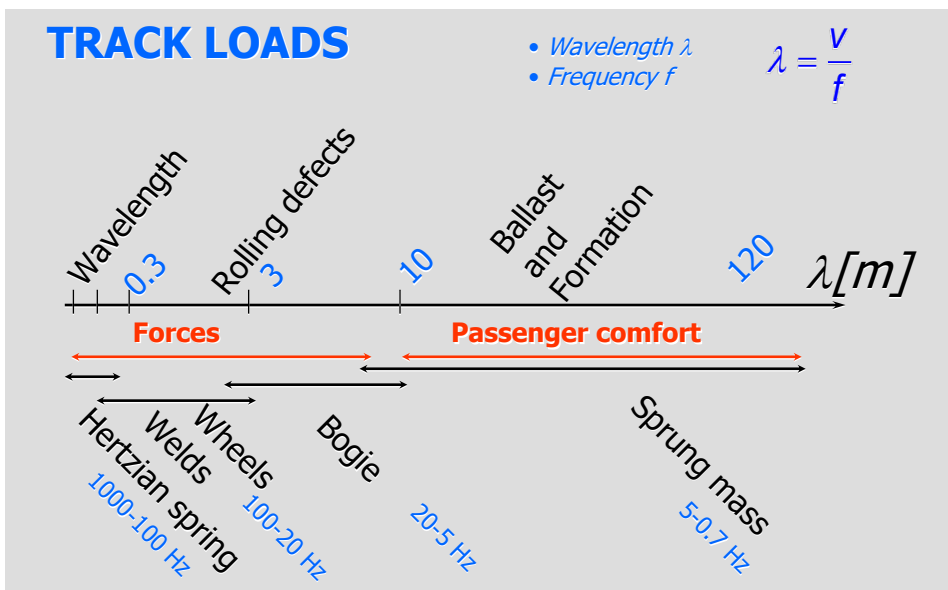 TRACK LOADS
• Wavelength λ
• Frequency f
λ = v / f
Wavelength
0.3
Rolling defects
3
10
Ballast
and
Formation
120
λ[m]
Forces
Passenger comfort
Hertzian spring
1000-100 Hz
Welds
Wheels
100-20 Hz
Bogie
20-5 Hz
Sprung mass
5-0.7 Hz